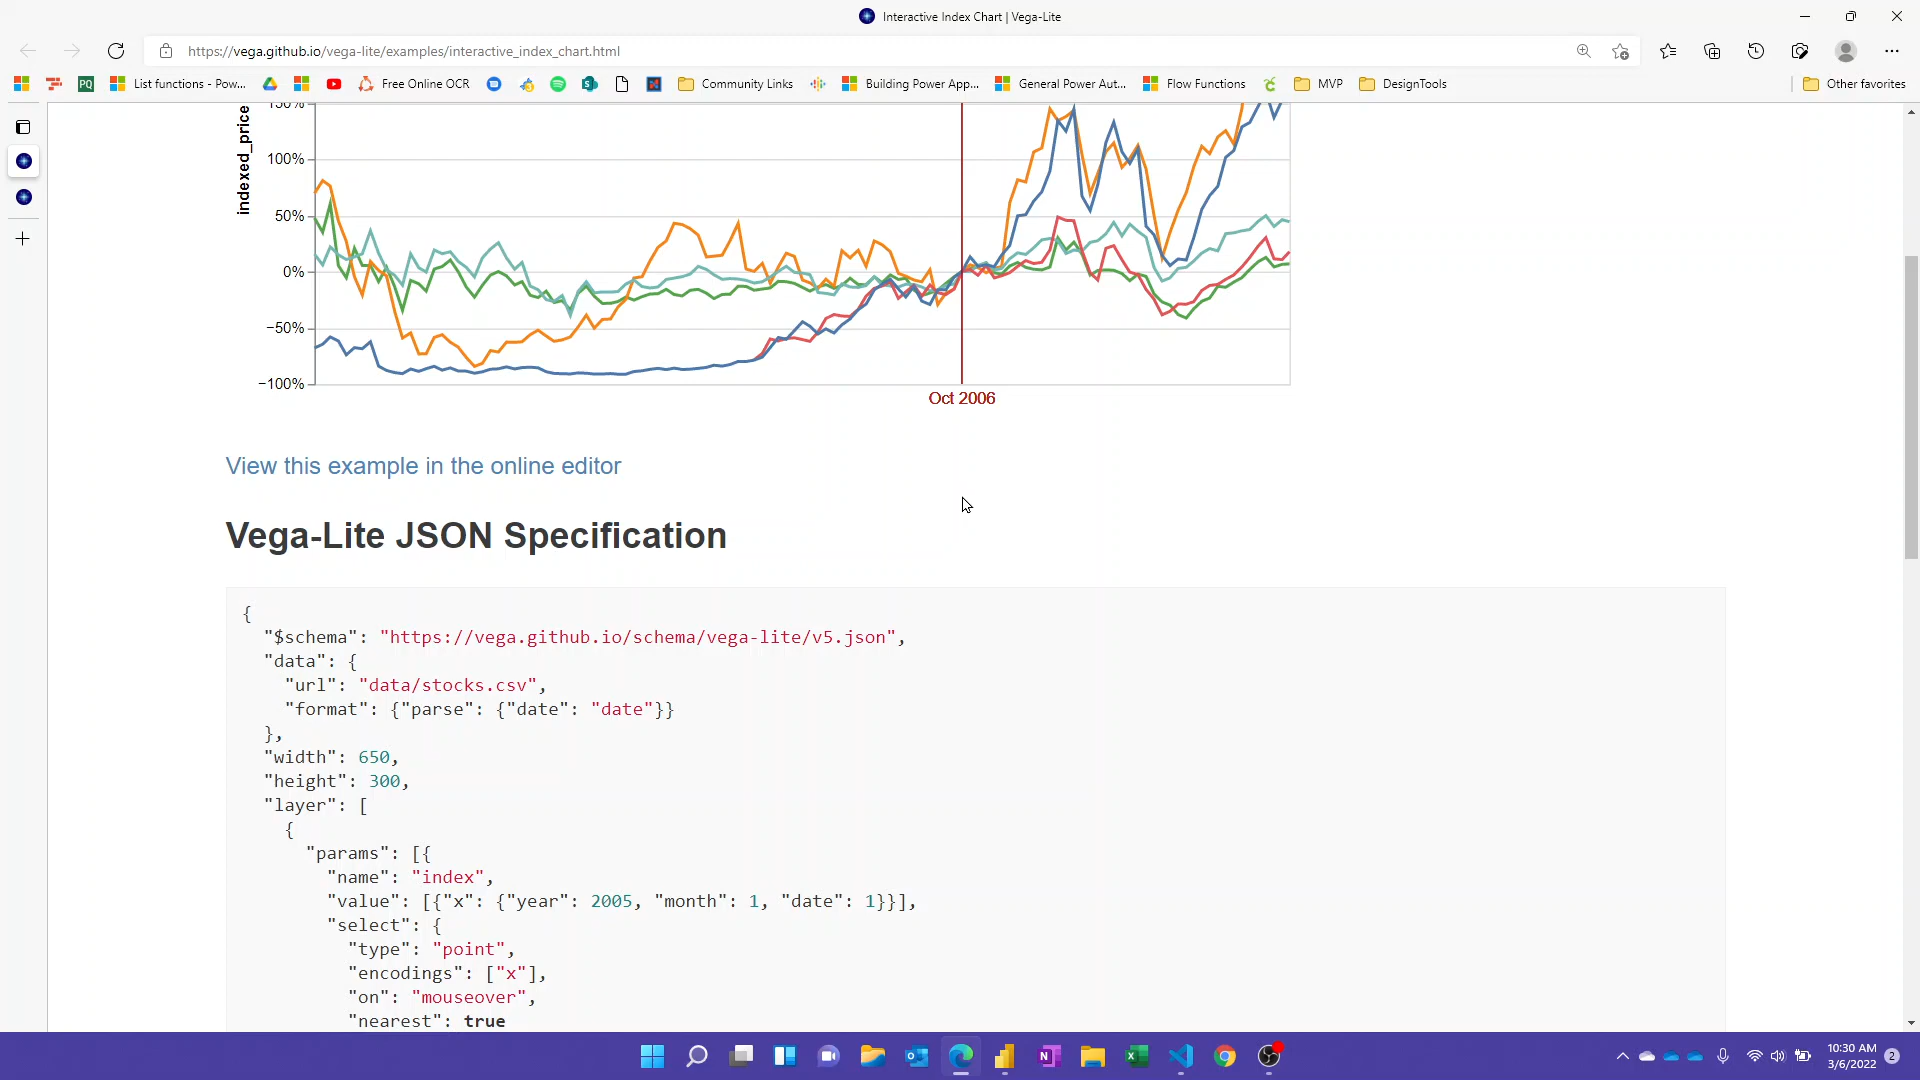 Interactive Index Chart | Vega-Lite
https://vega.github.io/vega-lite/examples/interactive_index_chart.html
PQ
List functions - Pow...
Free Online OCR
Community Links
Building Power App...
General Power Aut...
Flow Functions
MVP
DesignTools
Other favorites
150%
100%
50%
0%
−50%
−100%
indexed_price
Oct 2006
View this example in the online editor
Vega-Lite JSON Specification
{
"$schema": "https://vega.github.io/schema/vega-lite/v5.json",
"data": {
"url": "data/stocks.csv",
"format": {"parse": {"date": "date"}}
},
"width": 650,
"height": 300,
"layer": [
{
"params": [{
"name": "index",
"value": [{"x": {"year": 2005, "month": 1, "date": 1}}],
"select": {
"type": "point",
"encodings": ["x"],
"on": "mouseover",
"nearest": true
10:30 AM
3/6/2022
2